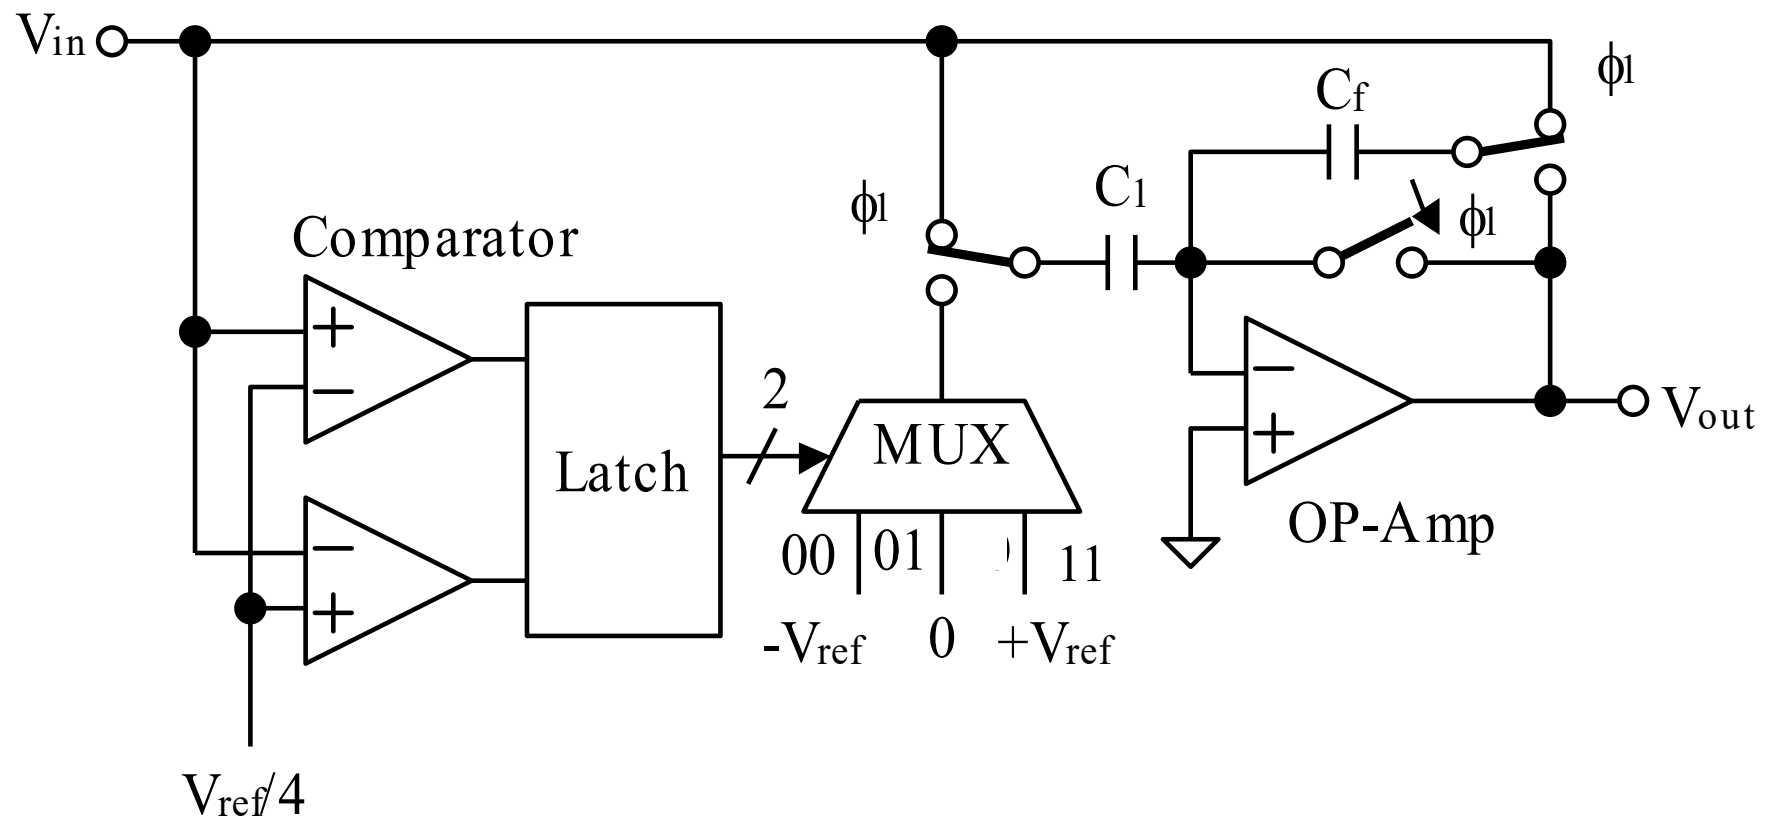 Vin
ϕ1
Cf
C1
ϕ1
ϕ1
Comparator
+
−
2
MUX
Latch
Vout
−
+
−
+
OP-Amp
00
01
11
-Vref
0
+Vref
Vref/4